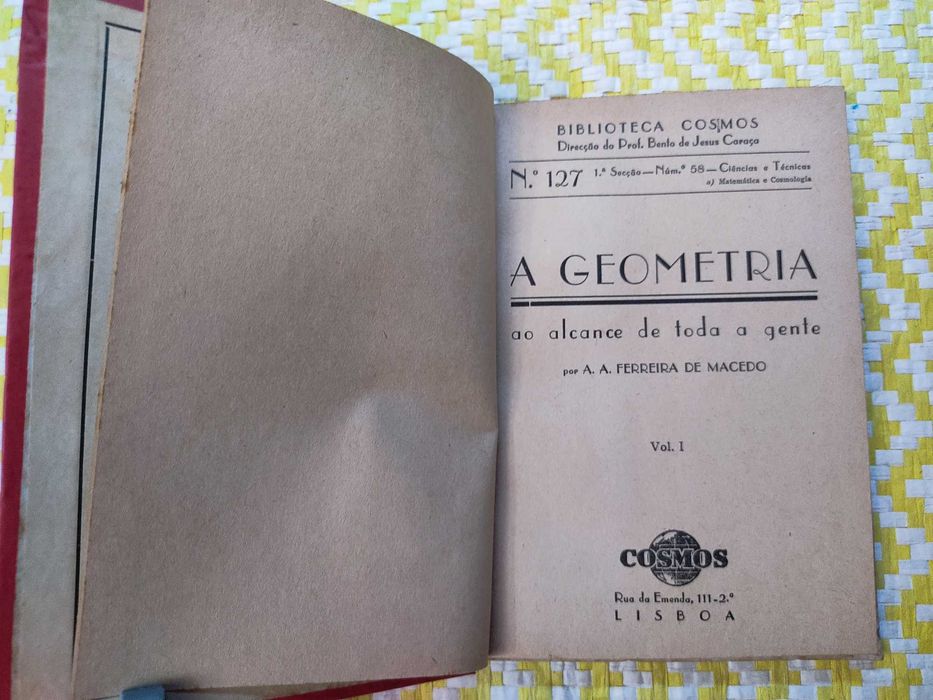 BIBLIOTECA COSMOS
Direcção do Prof. Bento de Jesus Caraça
N.º 127 1.ª Secção — Núm.º 58 — Ciências e Técnicas
a) Matemática e Cosmologia
A GEOMETRIA
ao alcance de toda a gente
por A. A. FERREIRA DE MACEDO
Vol. I
COSMOS
Rua da Emenda, 111-2.º
LISBOA